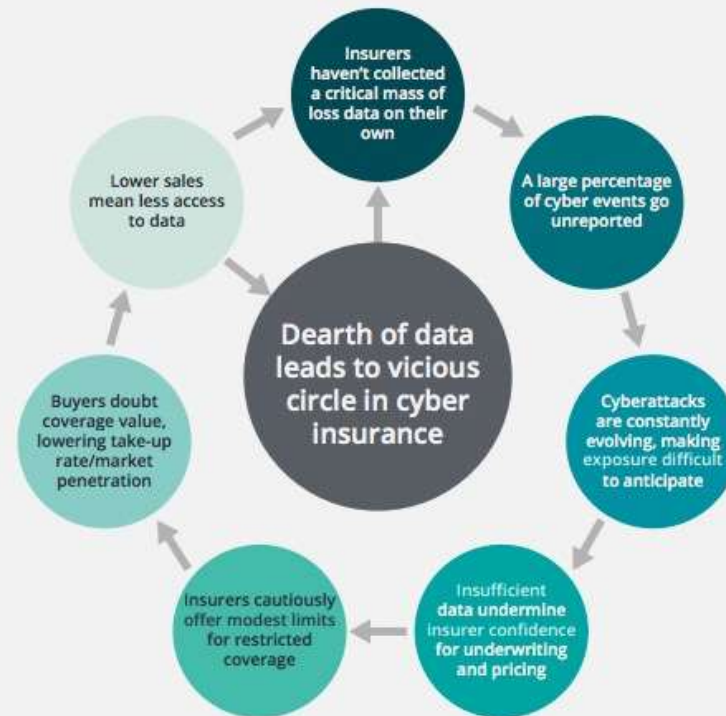 Insurers
haven't collected
a critical mass of
loss data on their
own
A large percentage
of cyber events go
unreported
Cyberattacks
are constantly
evolving, making
exposure difficult
to anticipate
Insufficient
data undermine
insurer confidence
for underwriting
and pricing
Insurers cautiously
offer modest limits
for restricted
coverage
Buyers doubt
coverage value,
lowering take-up
rate/market
penetration
Lower sales
mean less access
to data
Dearth of data
leads to vicious
circle in cyber
insurance